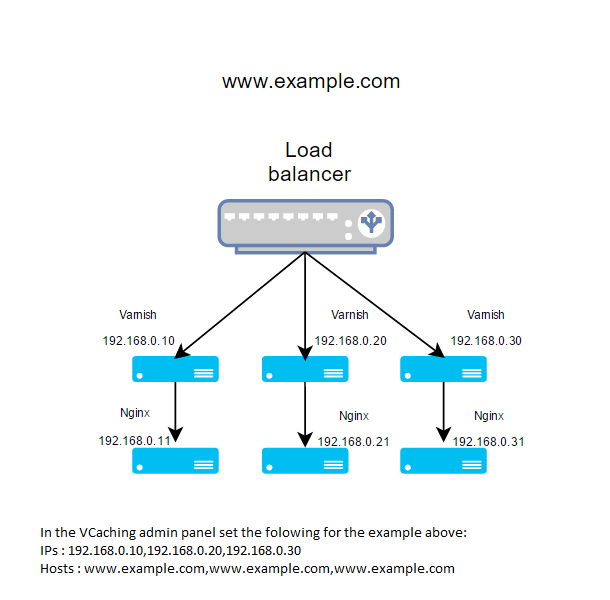 www.example.com
Load
balancer
Varnish
Varnish
Varnish
192.168.0.10
192.168.0.20
192.168.0.30
Nginx
Nginx
Nginx
192.168.0.11
192.168.0.21
192.168.0.31
In the VCaching admin panel set the folowing for the example above:
IPs : 192.168.0.10,192.168.0.20,192.168.0.30
Hosts : www.example.com,www.example.com,www.example.com